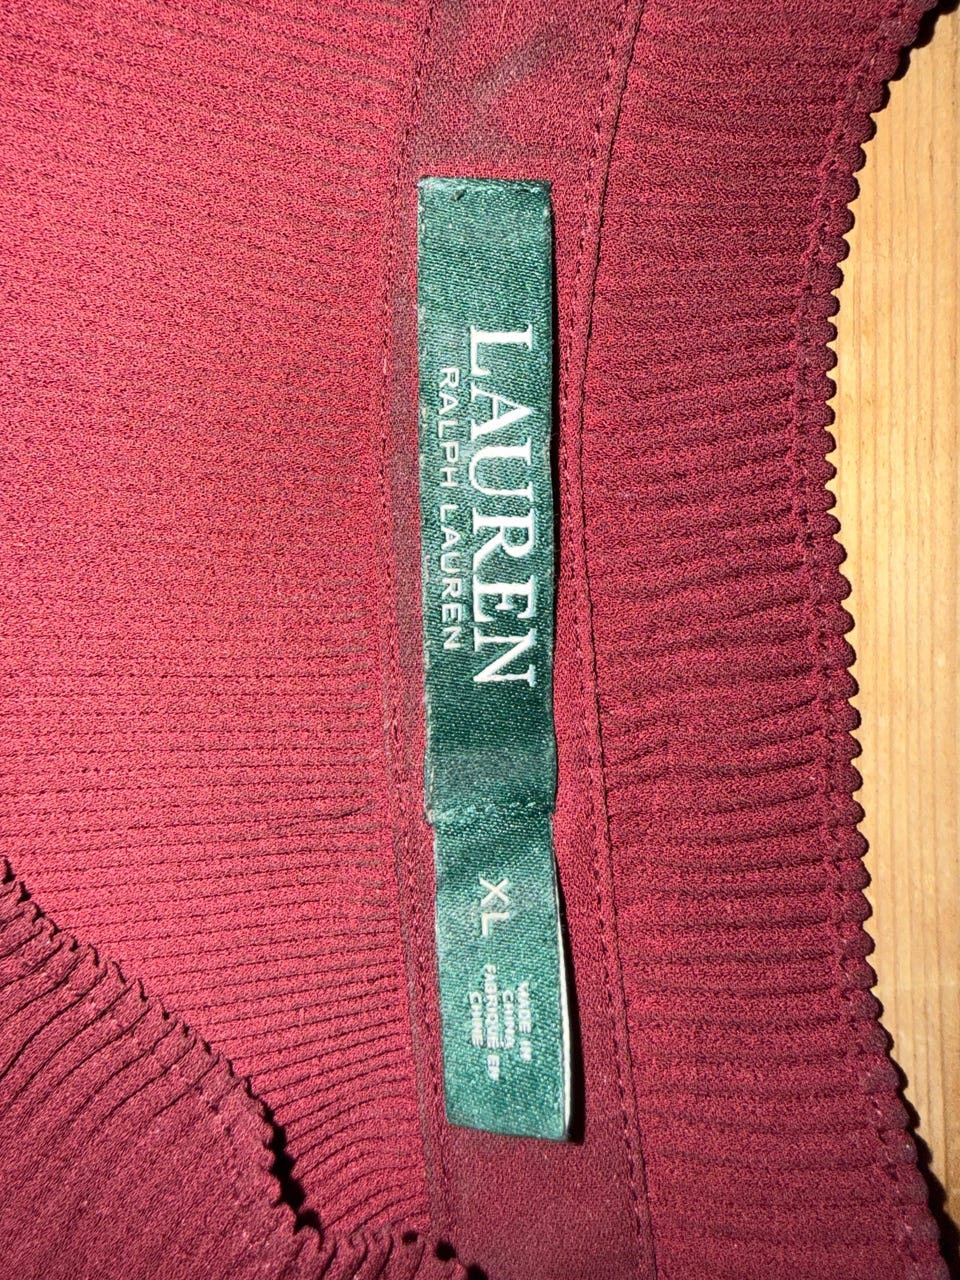 LAUREN
RALPH LAUREN
XL
MADE IN
CHINA
FABRIQUÉ EN
CHINE